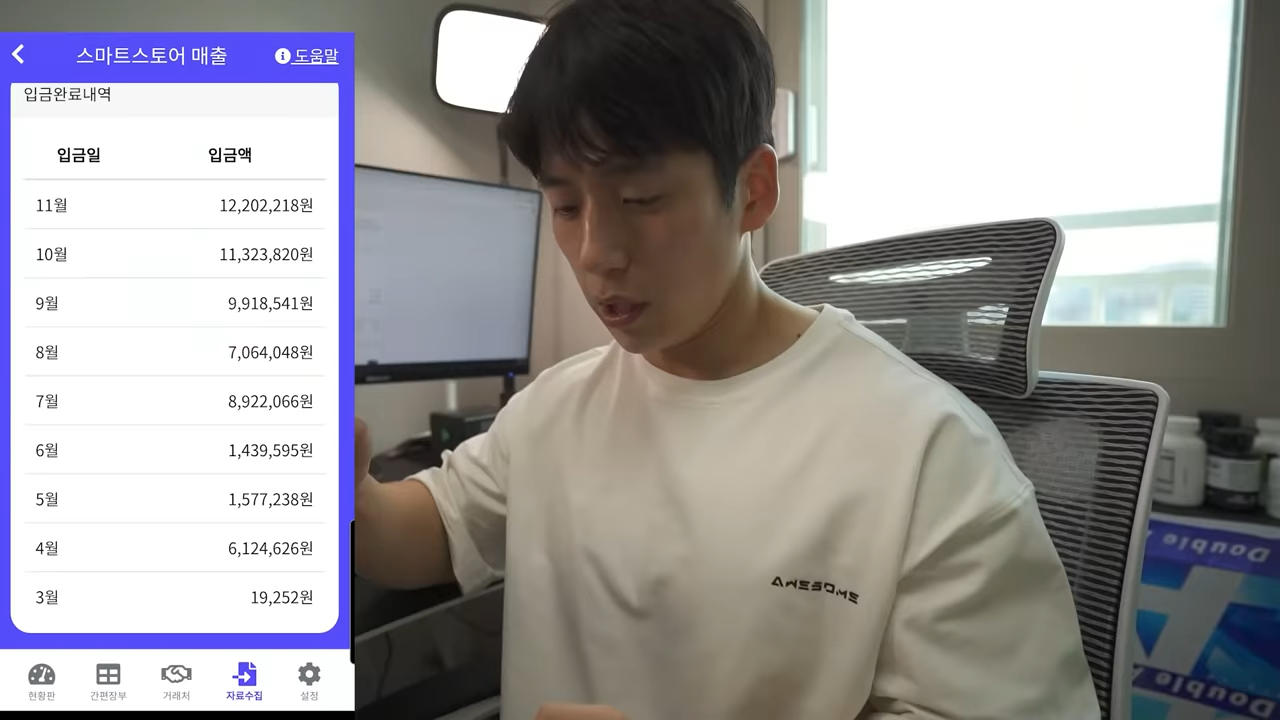 스마트스토어 매출
도움말
입금완료내역
입금일 입금액
11월 12,202,218원
10월 11,323,820원
9월 9,918,541원
8월 7,064,048원
7월 8,922,066원
6월 1,439,595원
5월 1,577,238원
4월 6,124,626원
3월 19,252원
현황판 간편장부 거래처 자료수집 설정
AWESOME
Double
Double